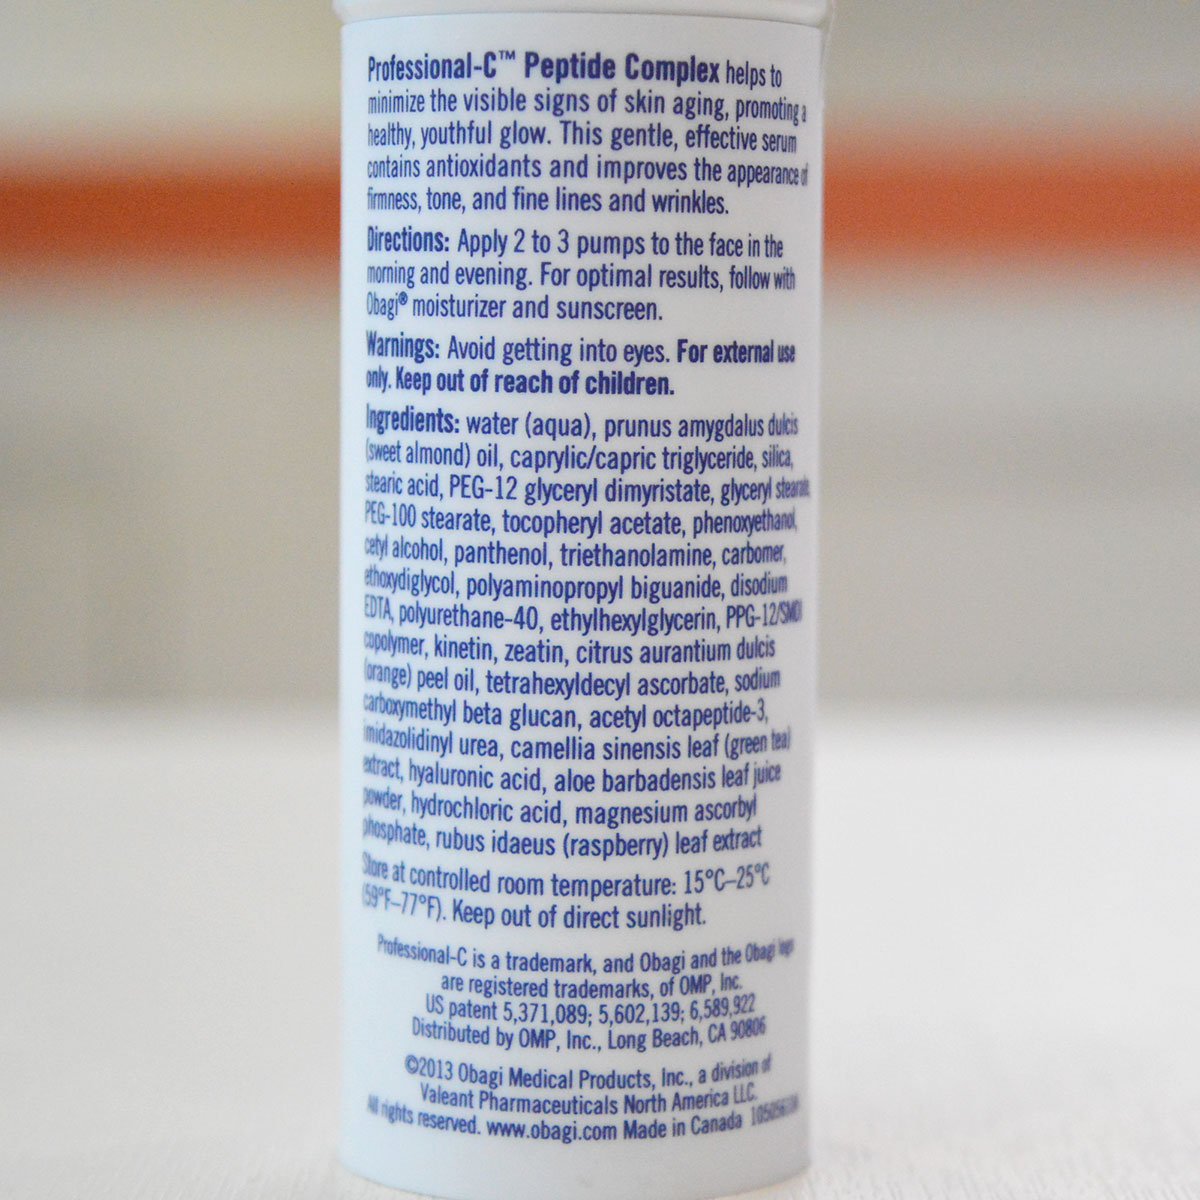 Professional-C™ Peptide Complex helps to
minimize the visible signs of skin aging, promoting a
healthy, youthful glow. This gentle, effective serum
contains antioxidants and improves the appearance of
firmness, tone, and fine lines and wrinkles.
Directions: Apply 2 to 3 pumps to the face in the
morning and evening. For optimal results, follow with
Obagi® moisturizer and sunscreen.
Warnings: Avoid getting into eyes. For external use
only. Keep out of reach of children.
Ingredients: water (aqua), prunus amygdalus dulcis
(sweet almond) oil, caprylic/capric triglyceride, silica,
stearic acid, PEG-12 glyceryl dimyristate, glyceryl stearate,
PEG-100 stearate, tocopheryl acetate, phenoxyethanol,
cetyl alcohol, panthenol, triethanolamine, carbomer,
ethoxydiglycol, polyaminopropyl biguanide, disodium
EDTA, polyurethane-40, ethylhexylglycerin, PPG-12/SMDI
copolymer, kinetin, zeatin, citrus aurantium dulcis
(orange) peel oil, tetrahexyldecyl ascorbate, sodium
carboxymethyl beta glucan, acetyl octapeptide-3,
imidazolidinyl urea, camellia sinensis leaf (green tea)
extract, hyaluronic acid, aloe barbadensis leaf juice
powder, hydrochloric acid, magnesium ascorbyl
phosphate, rubus idaeus (raspberry) leaf extract
Store at controlled room temperature: 15°C–25°C
(59°F–77°F). Keep out of direct sunlight.
Professional-C is a trademark, and Obagi and the Obagi logo
are registered trademarks, of OMP, Inc.
US patent 5,371,089; 5,602,139; 6,589,922
Distributed by OMP, Inc., Long Beach, CA 90806
©2013 Obagi Medical Products, Inc., a division of
Valeant Pharmaceuticals North America LLC.
All rights reserved. www.obagi.com Made in Canada